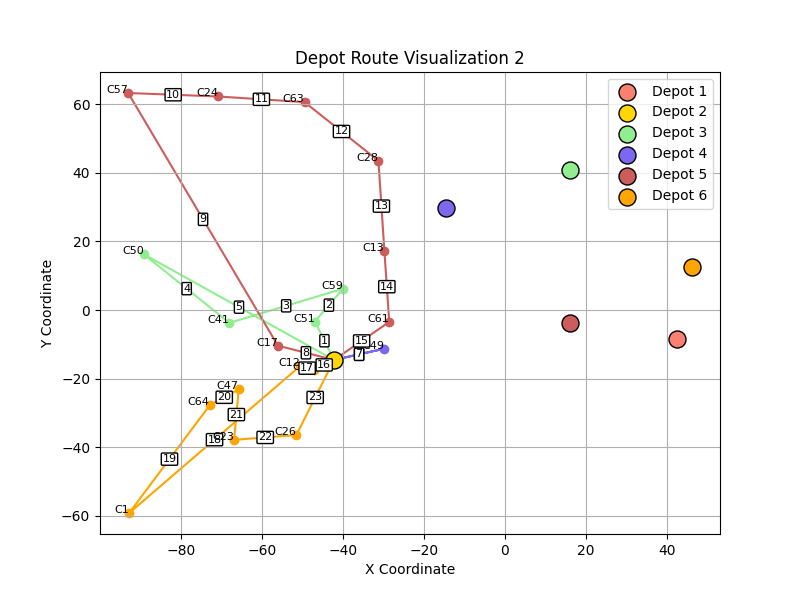 Depot Route Visualization 2
Depot 1
Depot 2
Depot 3
Depot 4
Depot 5
Depot 6
C57
10
C24
11
C63
12
C28
13
9
C50
C13
4
14
C59
5
3
2
C41
C51
C61
1
15
C17
49
8
7
16
17
C47
20
C64
23
21
C26
22
18
19
C1
60
40
20
0
−20
−40
−60
−80
−60
−40
−20
0
20
40
X Coordinate
Y Coordinate